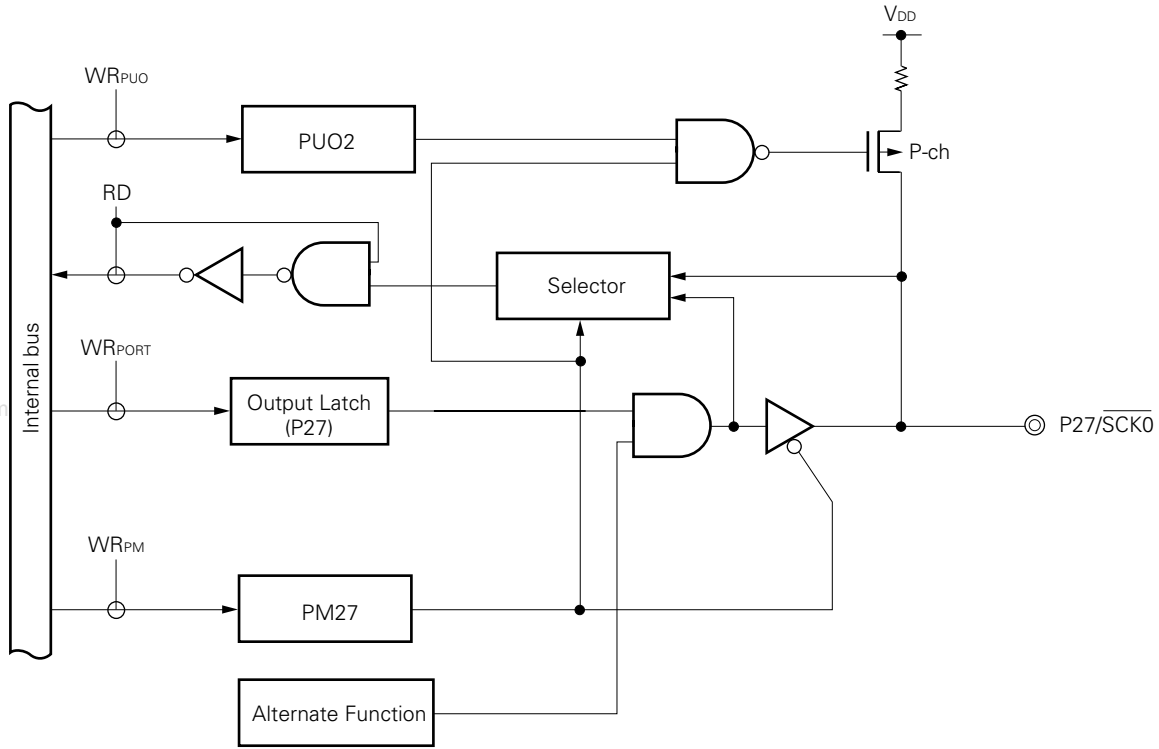 VDD
WRPUO
PUO2
P-ch
RD
Selector
Internal bus
WRPORT
Output Latch
(P27)
P27/SCK0
WRPM
PM27
Alternate Function